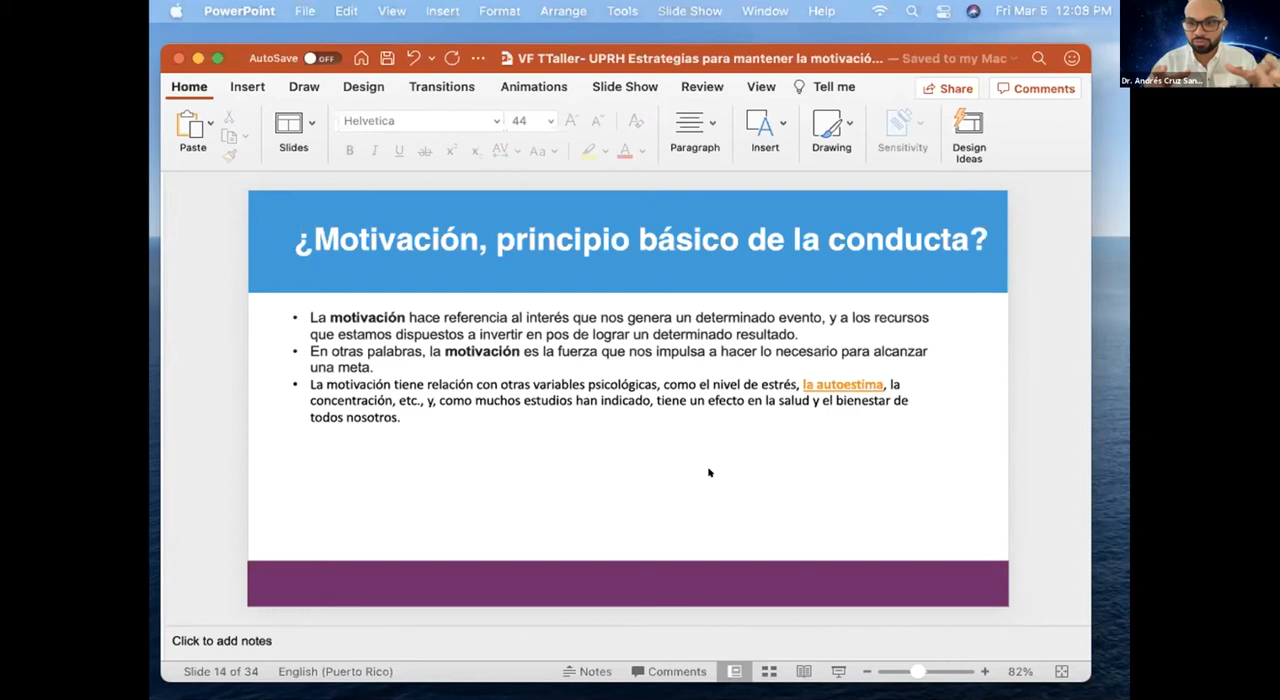 PowerPoint File Edit View Insert Format Arrange Tools Slide Show Window Help Fri Mar 5 12:08 PM
Dr. Andrés Cruz San...
AutoSave OFF VF TTaller- UPRH Estrategias para mantener la motivació... — Saved to my Mac
Home Insert Draw Design Transitions Animations Slide Show Review View Tell me Share Comments
Helvetica 44
Paste Slides Paragraph Insert Drawing Sensitivity Design
Ideas
¿Motivación, principio básico de la conducta?
• La motivación hace referencia al interés que nos genera un determinado evento, y a los recursos
que estamos dispuestos a invertir en pos de lograr un determinado resultado.
• En otras palabras, la motivación es la fuerza que nos impulsa a hacer lo necesario para alcanzar
una meta.
• La motivación tiene relación con otras variables psicológicas, como el nivel de estrés, la autoestima, la
concentración, etc., y, como muchos estudios han indicado, tiene un efecto en la salud y el bienestar de
todos nosotros.
Click to add notes
Slide 14 of 34 English (Puerto Rico) Notes Comments 82%